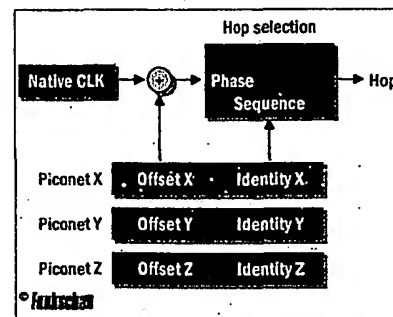 Hop selection
Native CLK
Phase
Hop
Sequence
Piconet X Offset X Identity X
Piconet Y Offset Y Identity Y
Piconet Z Offset Z Identity Z
©